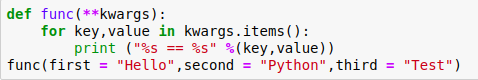 def func(**kwargs):
    for key,value in kwargs.items():
        print ("%s == %s" %(key,value))
func(first = "Hello",second = "Python",third = "Test")